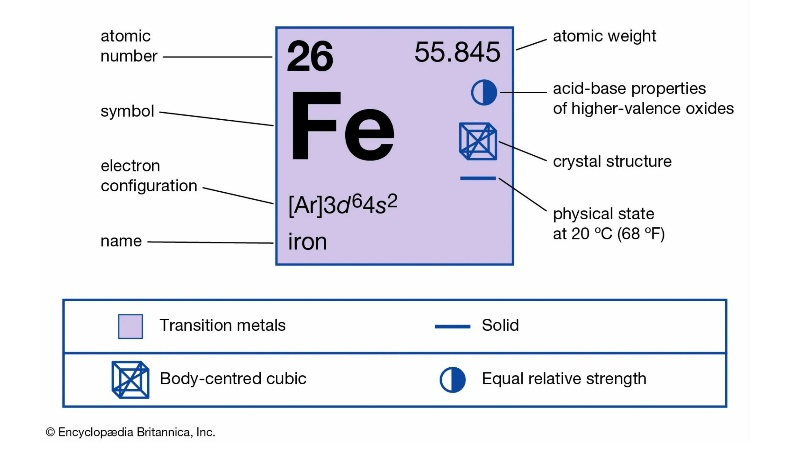 atomic
number
symbol
electron
configuration
name
26
55.845
Fe
[Ar]3d⁶4s²
iron
atomic weight
acid-base properties
of higher-valence oxides
crystal structure
physical state
at 20 ºC (68 ºF)
Transition metals
Solid
Body-centred cubic
Equal relative strength
© Encyclopædia Britannica, Inc.